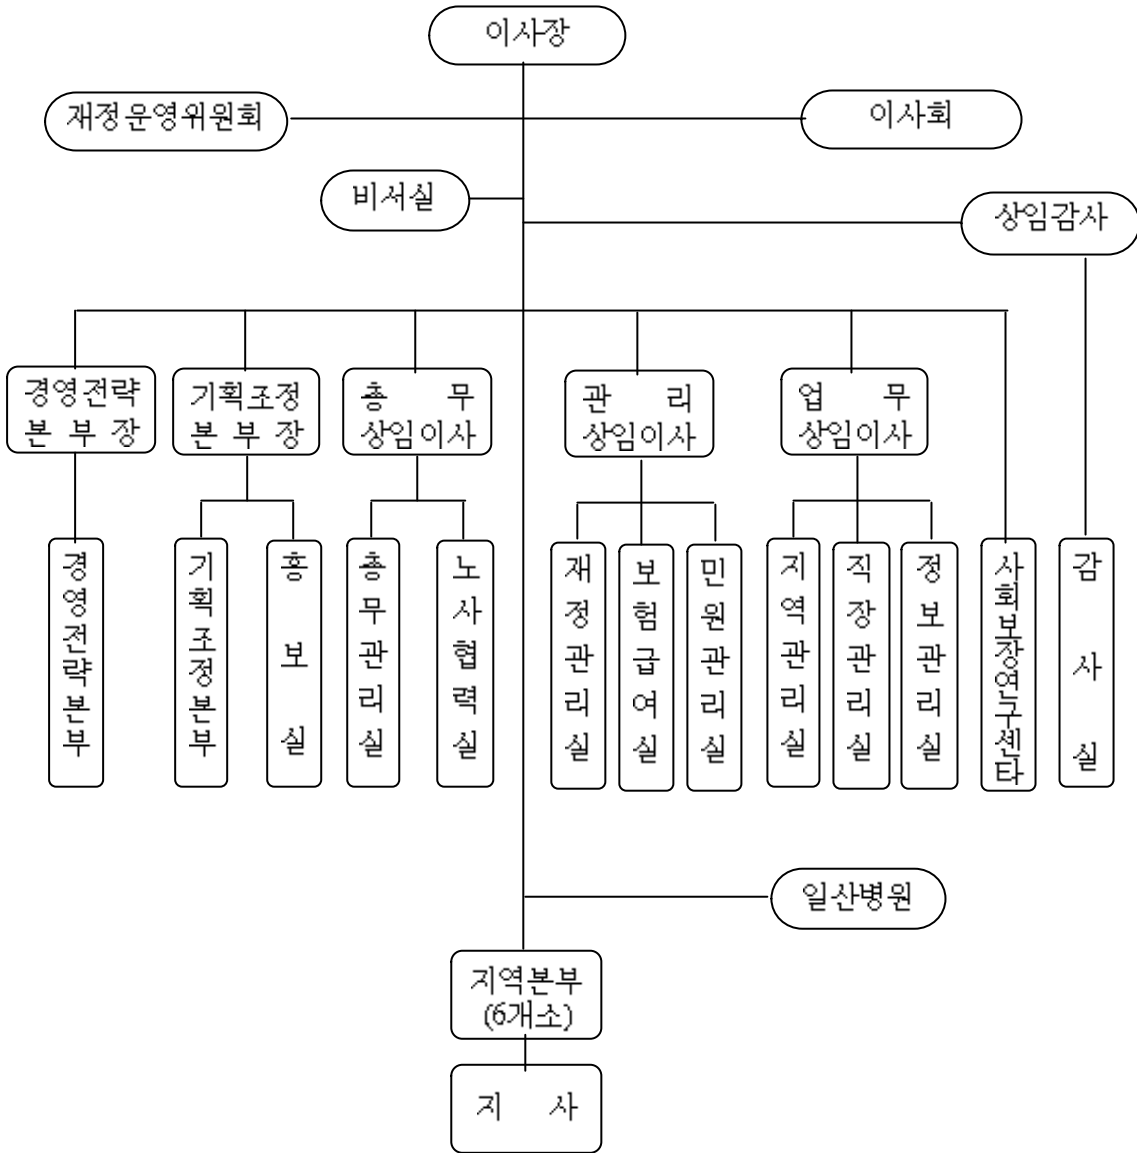 이사장
재정운영위원회
이사회
비서실
상임감사
경영전략
본 부 장
기획조정
본 부 장
총 무
상임이사
관 리
상임이사
업 무
상임이사
경영전략본부
기획조정본부
홍보실
총무관리실
노사협력실
재정관리실
보험급여실
민원관리실
지역관리실
직장관리실
정보관리실
사회보장연구센타
감사실
일산병원
지역본부
(6개소)
지 사